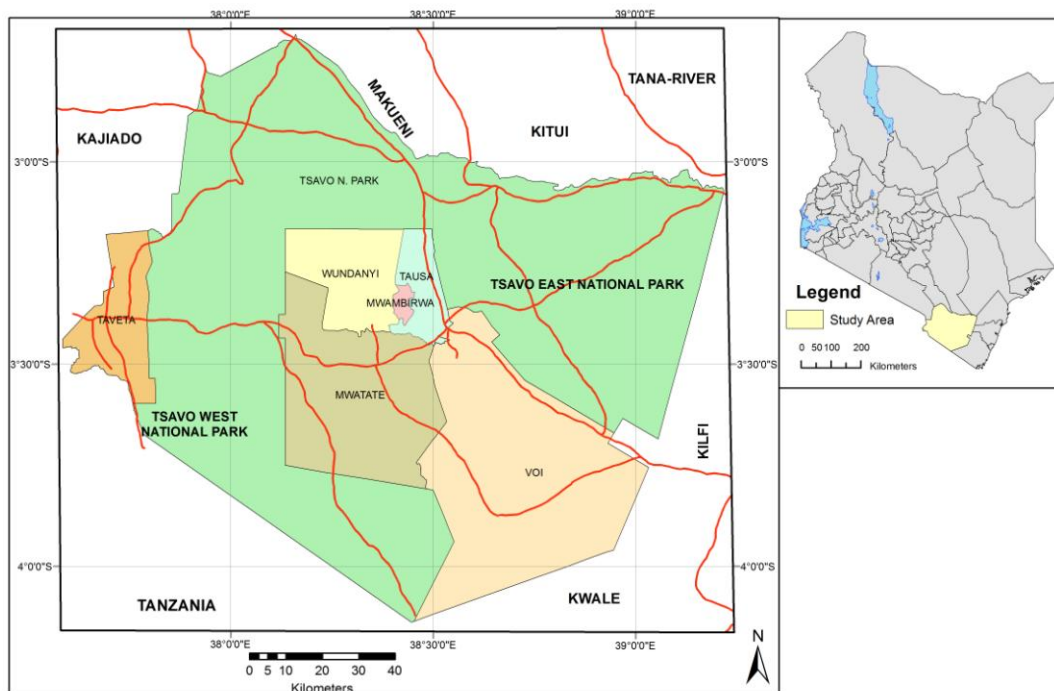 38°0'0"E
38°30'0"E
39°0'0"E
TANA-RIVER
MAKUENI
KITUI
KAJIADO
3°0'0"S
3°0'0"S
TSAVO N. PARK
WUNDANYI
TAUSA
TSAVO EAST NATIONAL PARK
MWAMBIRWA
TAVETA
3°30'0"S
3°30'0"S
MWATATE
TSAVO WEST
NATIONAL PARK
KILFI
VOI
4°0'0"S
4°0'0"S
TANZANIA
KWALE
38°0'0"E
38°30'0"E
39°0'0"E
N
0 5 10 20 30 40
Kilometers
Legend
Study Area
0 50 100 200
Kilometers